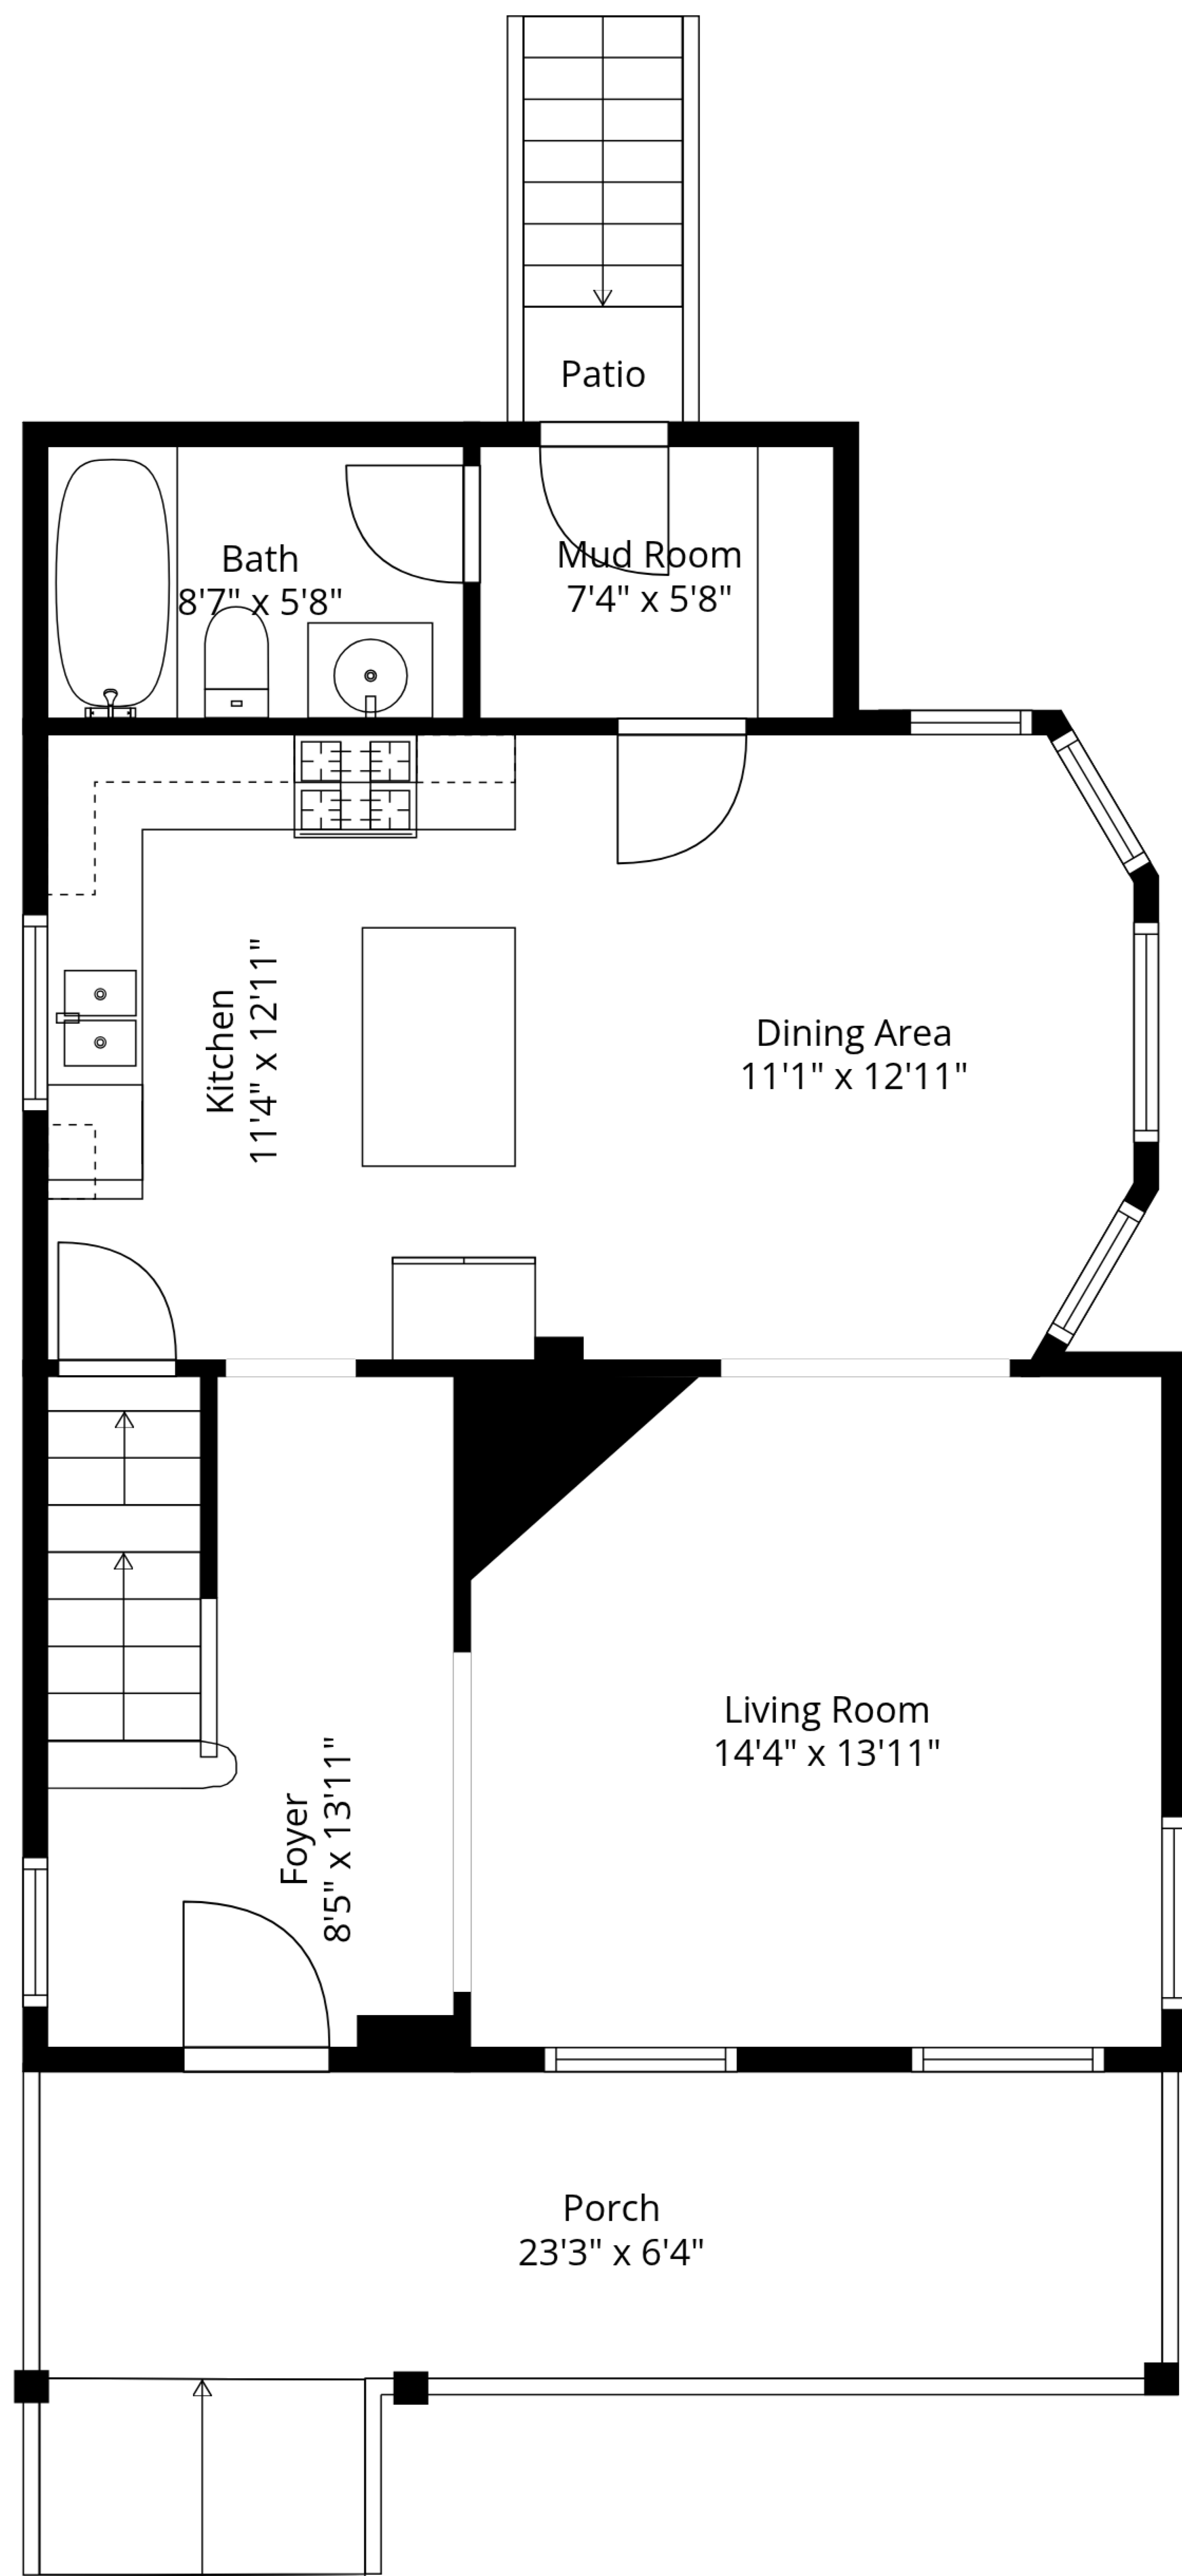 Patio
Bath
8'7" x 5'8"
Mud Room
7'4" x 5'8"
Kitchen
11'4" x 12'11"
Dining Area
11'1" x 12'11"
Living Room
14'4" x 13'11"
Foyer
8'5" x 13'11"
Porch
23'3" x 6'4"